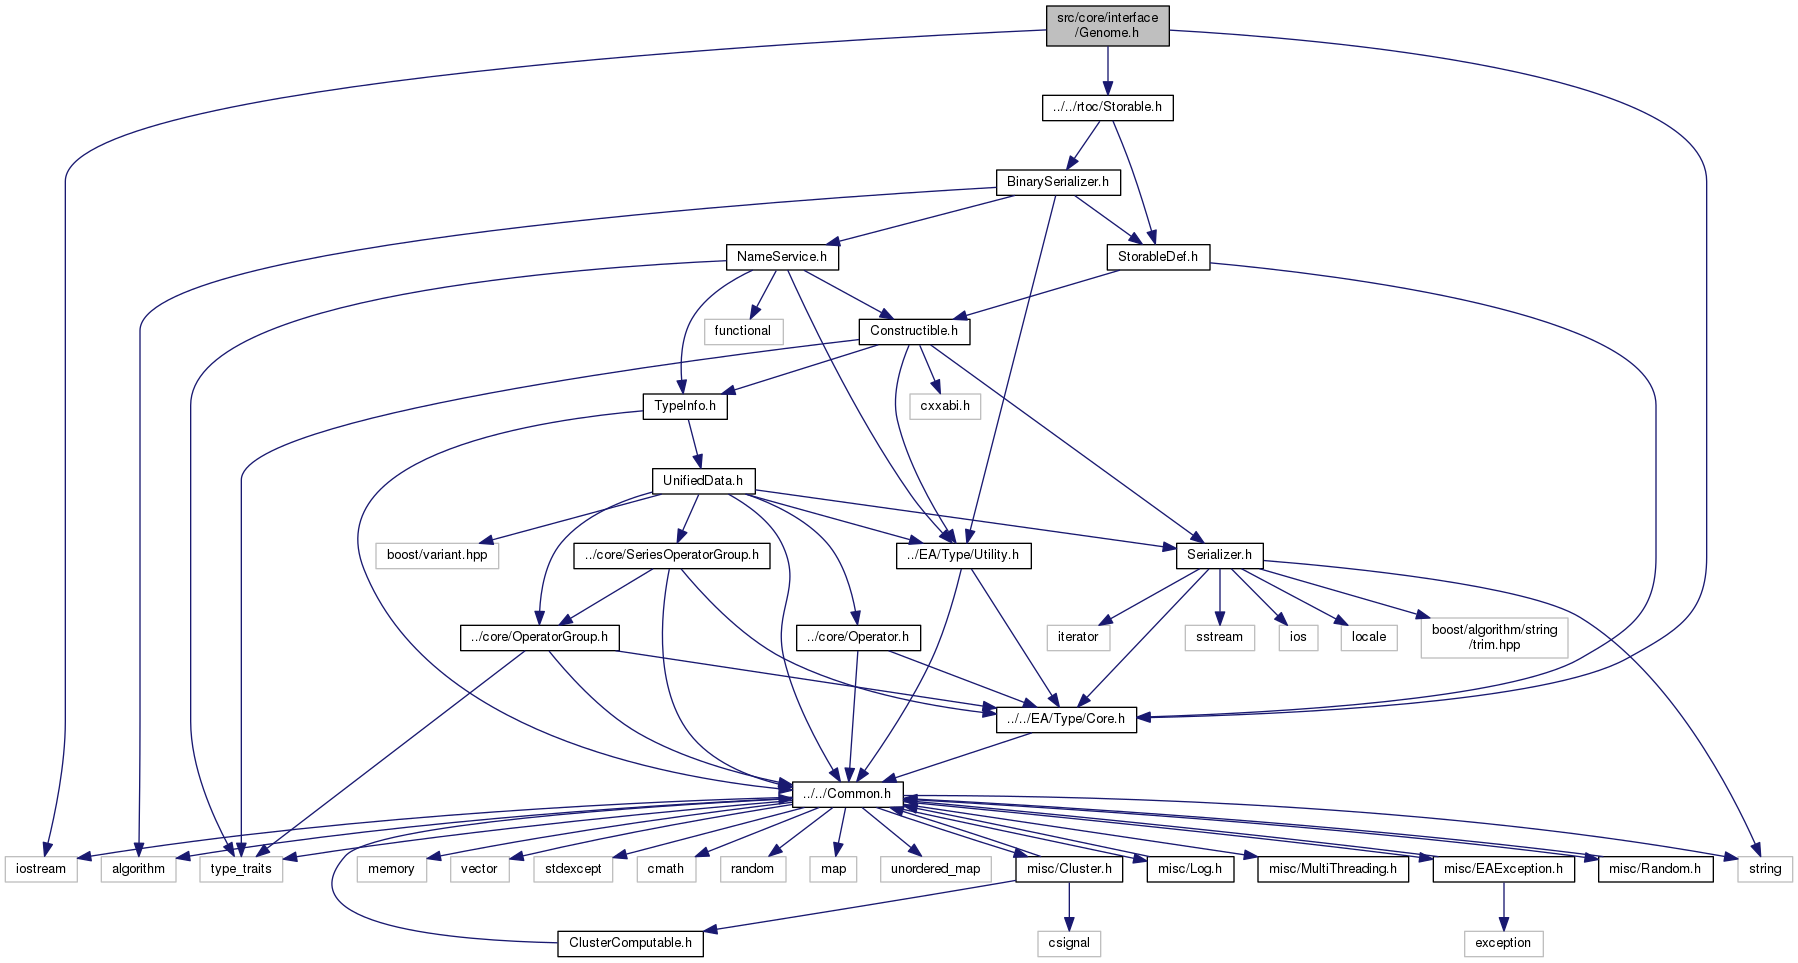 src/core/interface
/Genome.h
../../rtoc/Storable.h
BinarySerializer.h
NameService.h
StorableDef.h
functional
Constructible.h
TypeInfo.h
cxxabi.h
UnifiedData.h
boost/variant.hpp
../core/SeriesOperatorGroup.h
../EA/Type/Utility.h
Serializer.h
../core/OperatorGroup.h
../core/Operator.h
iterator
sstream
ios
locale
boost/algorithm/string
/trim.hpp
../../EA/Type/Core.h
../../Common.h
iostream
algorithm
type_traits
memory
vector
stdexcept
cmath
random
map
unordered_map
misc/Cluster.h
misc/Log.h
misc/MultiThreading.h
misc/EAException.h
misc/Random.h
string
ClusterComputable.h
csignal
exception